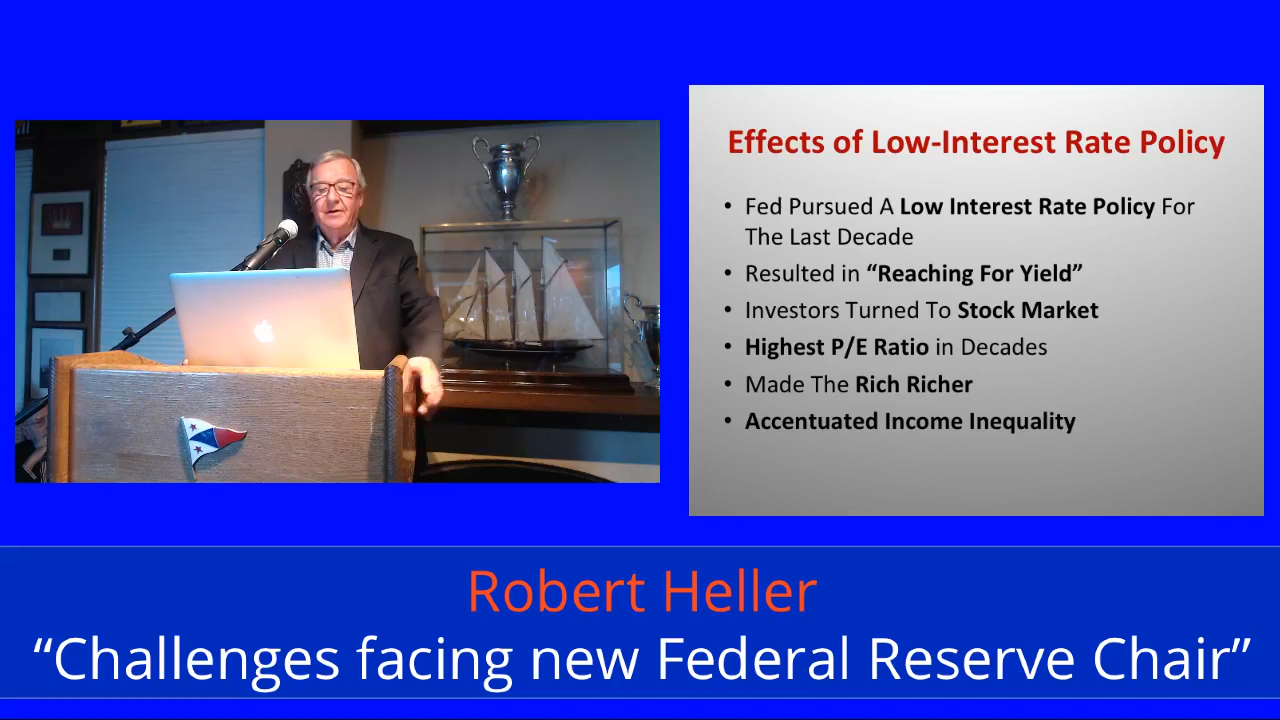 Effects of Low-Interest Rate Policy
• Fed Pursued A Low Interest Rate Policy For
The Last Decade
• Resulted in “Reaching For Yield”
• Investors Turned To Stock Market
• Highest P/E Ratio in Decades
• Made The Rich Richer
• Accentuated Income Inequality
Robert Heller
“Challenges facing new Federal Reserve Chair”